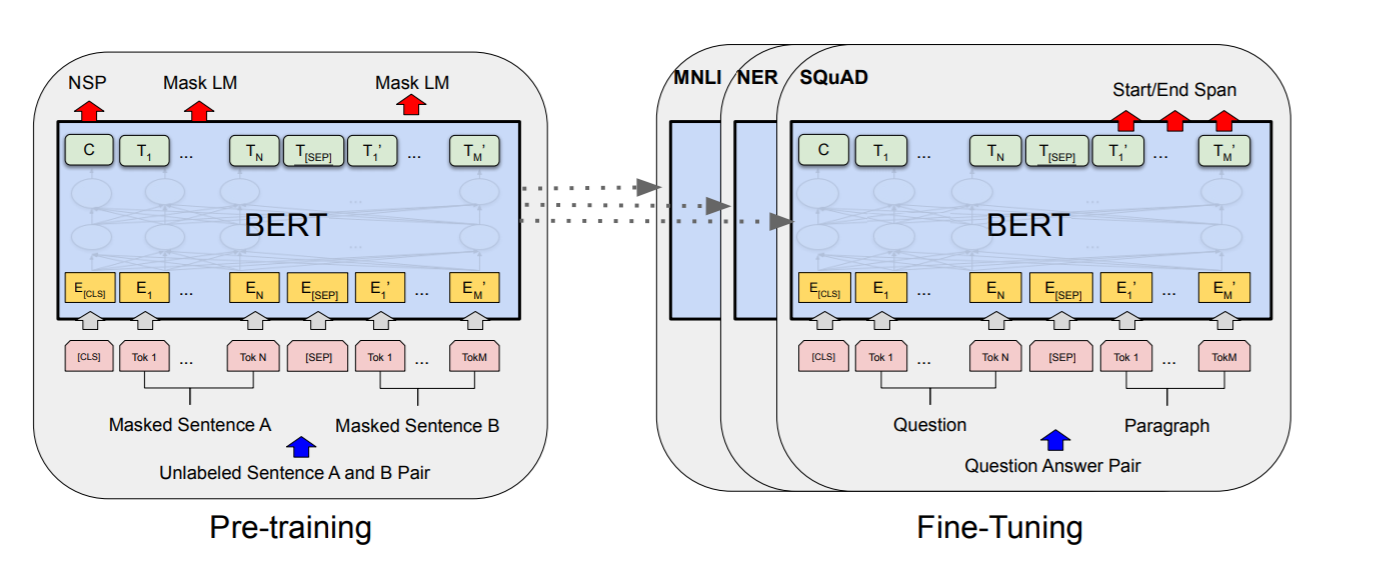 NSP Mask LM Mask LM
MNLI NER SQuAD
Start/End Span
C T1 ... TN T[SEP] T1’ ... TM’
C T1 ... TN T[SEP] T1’ ... TM’
...
...
BERT
BERT
...
...
E[CLS] E1 ... EN E[SEP] E1’ ... EM’
E[CLS] E1 ... EN E[SEP] E1’ ... EM’
[CLS] Tok 1 ... Tok N [SEP] Tok 1 ... TokM
[CLS] Tok 1 ... Tok N [SEP] Tok 1 ... TokM
Masked Sentence A Masked Sentence B
Question Paragraph
Unlabeled Sentence A and B Pair
Question Answer Pair
Pre-training
Fine-Tuning